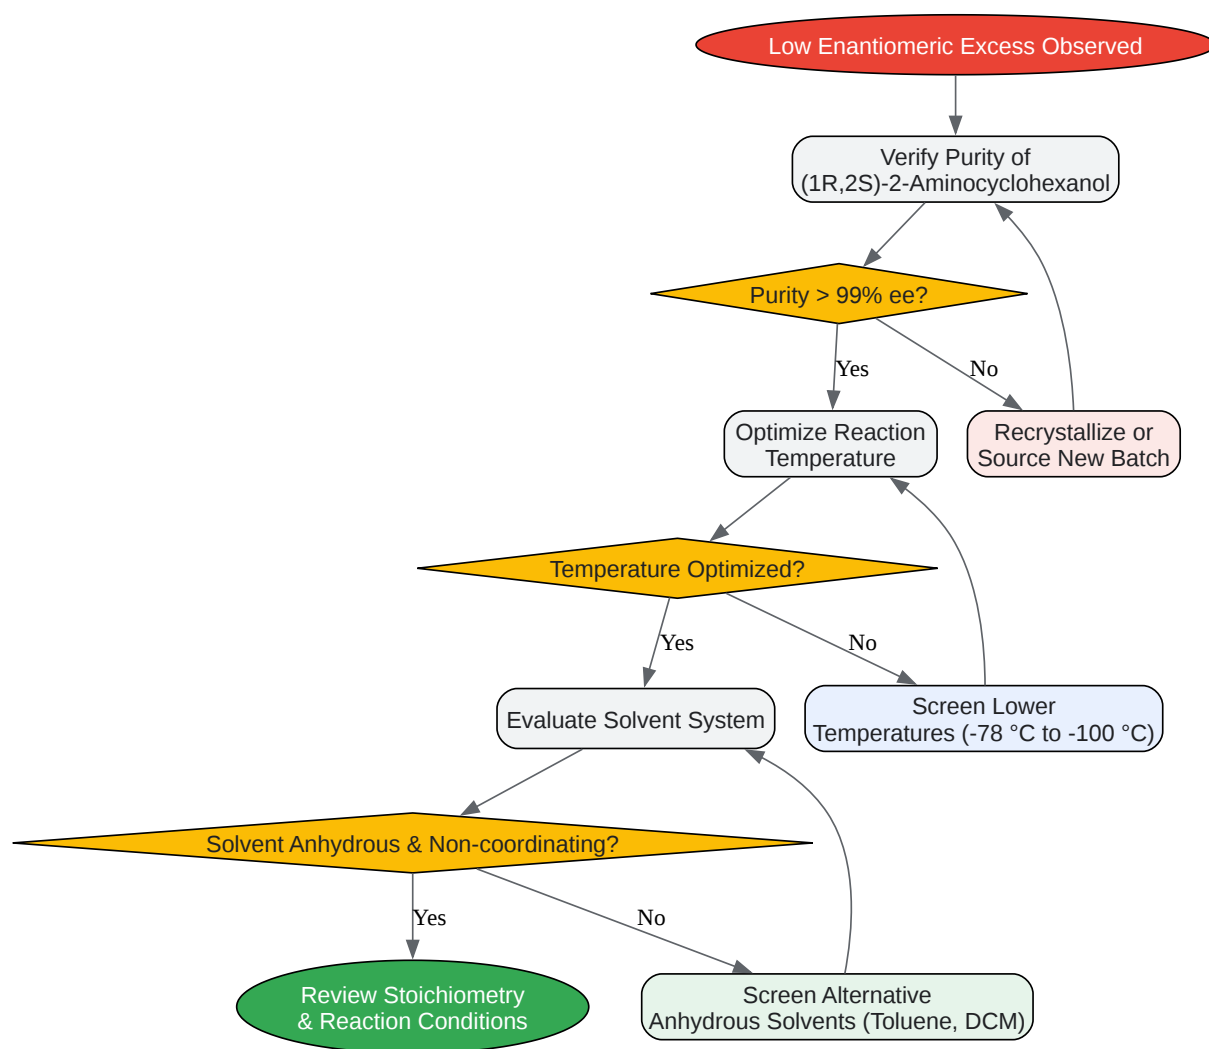 Low Enantiomeric Excess Observed
Verify Purity of
(1R,2S)-2-Aminocyclohexanol
Purity > 99% ee?
Yes
No
Optimize Reaction
Temperature
Recrystallize or
Source New Batch
Temperature Optimized?
Yes
No
Evaluate Solvent System
Screen Lower
Temperatures (-78 °C to -100 °C)
Solvent Anhydrous & Non-coordinating?
Yes
No
Review Stoichiometry
& Reaction Conditions
Screen Alternative
Anhydrous Solvents (Toluene, DCM)